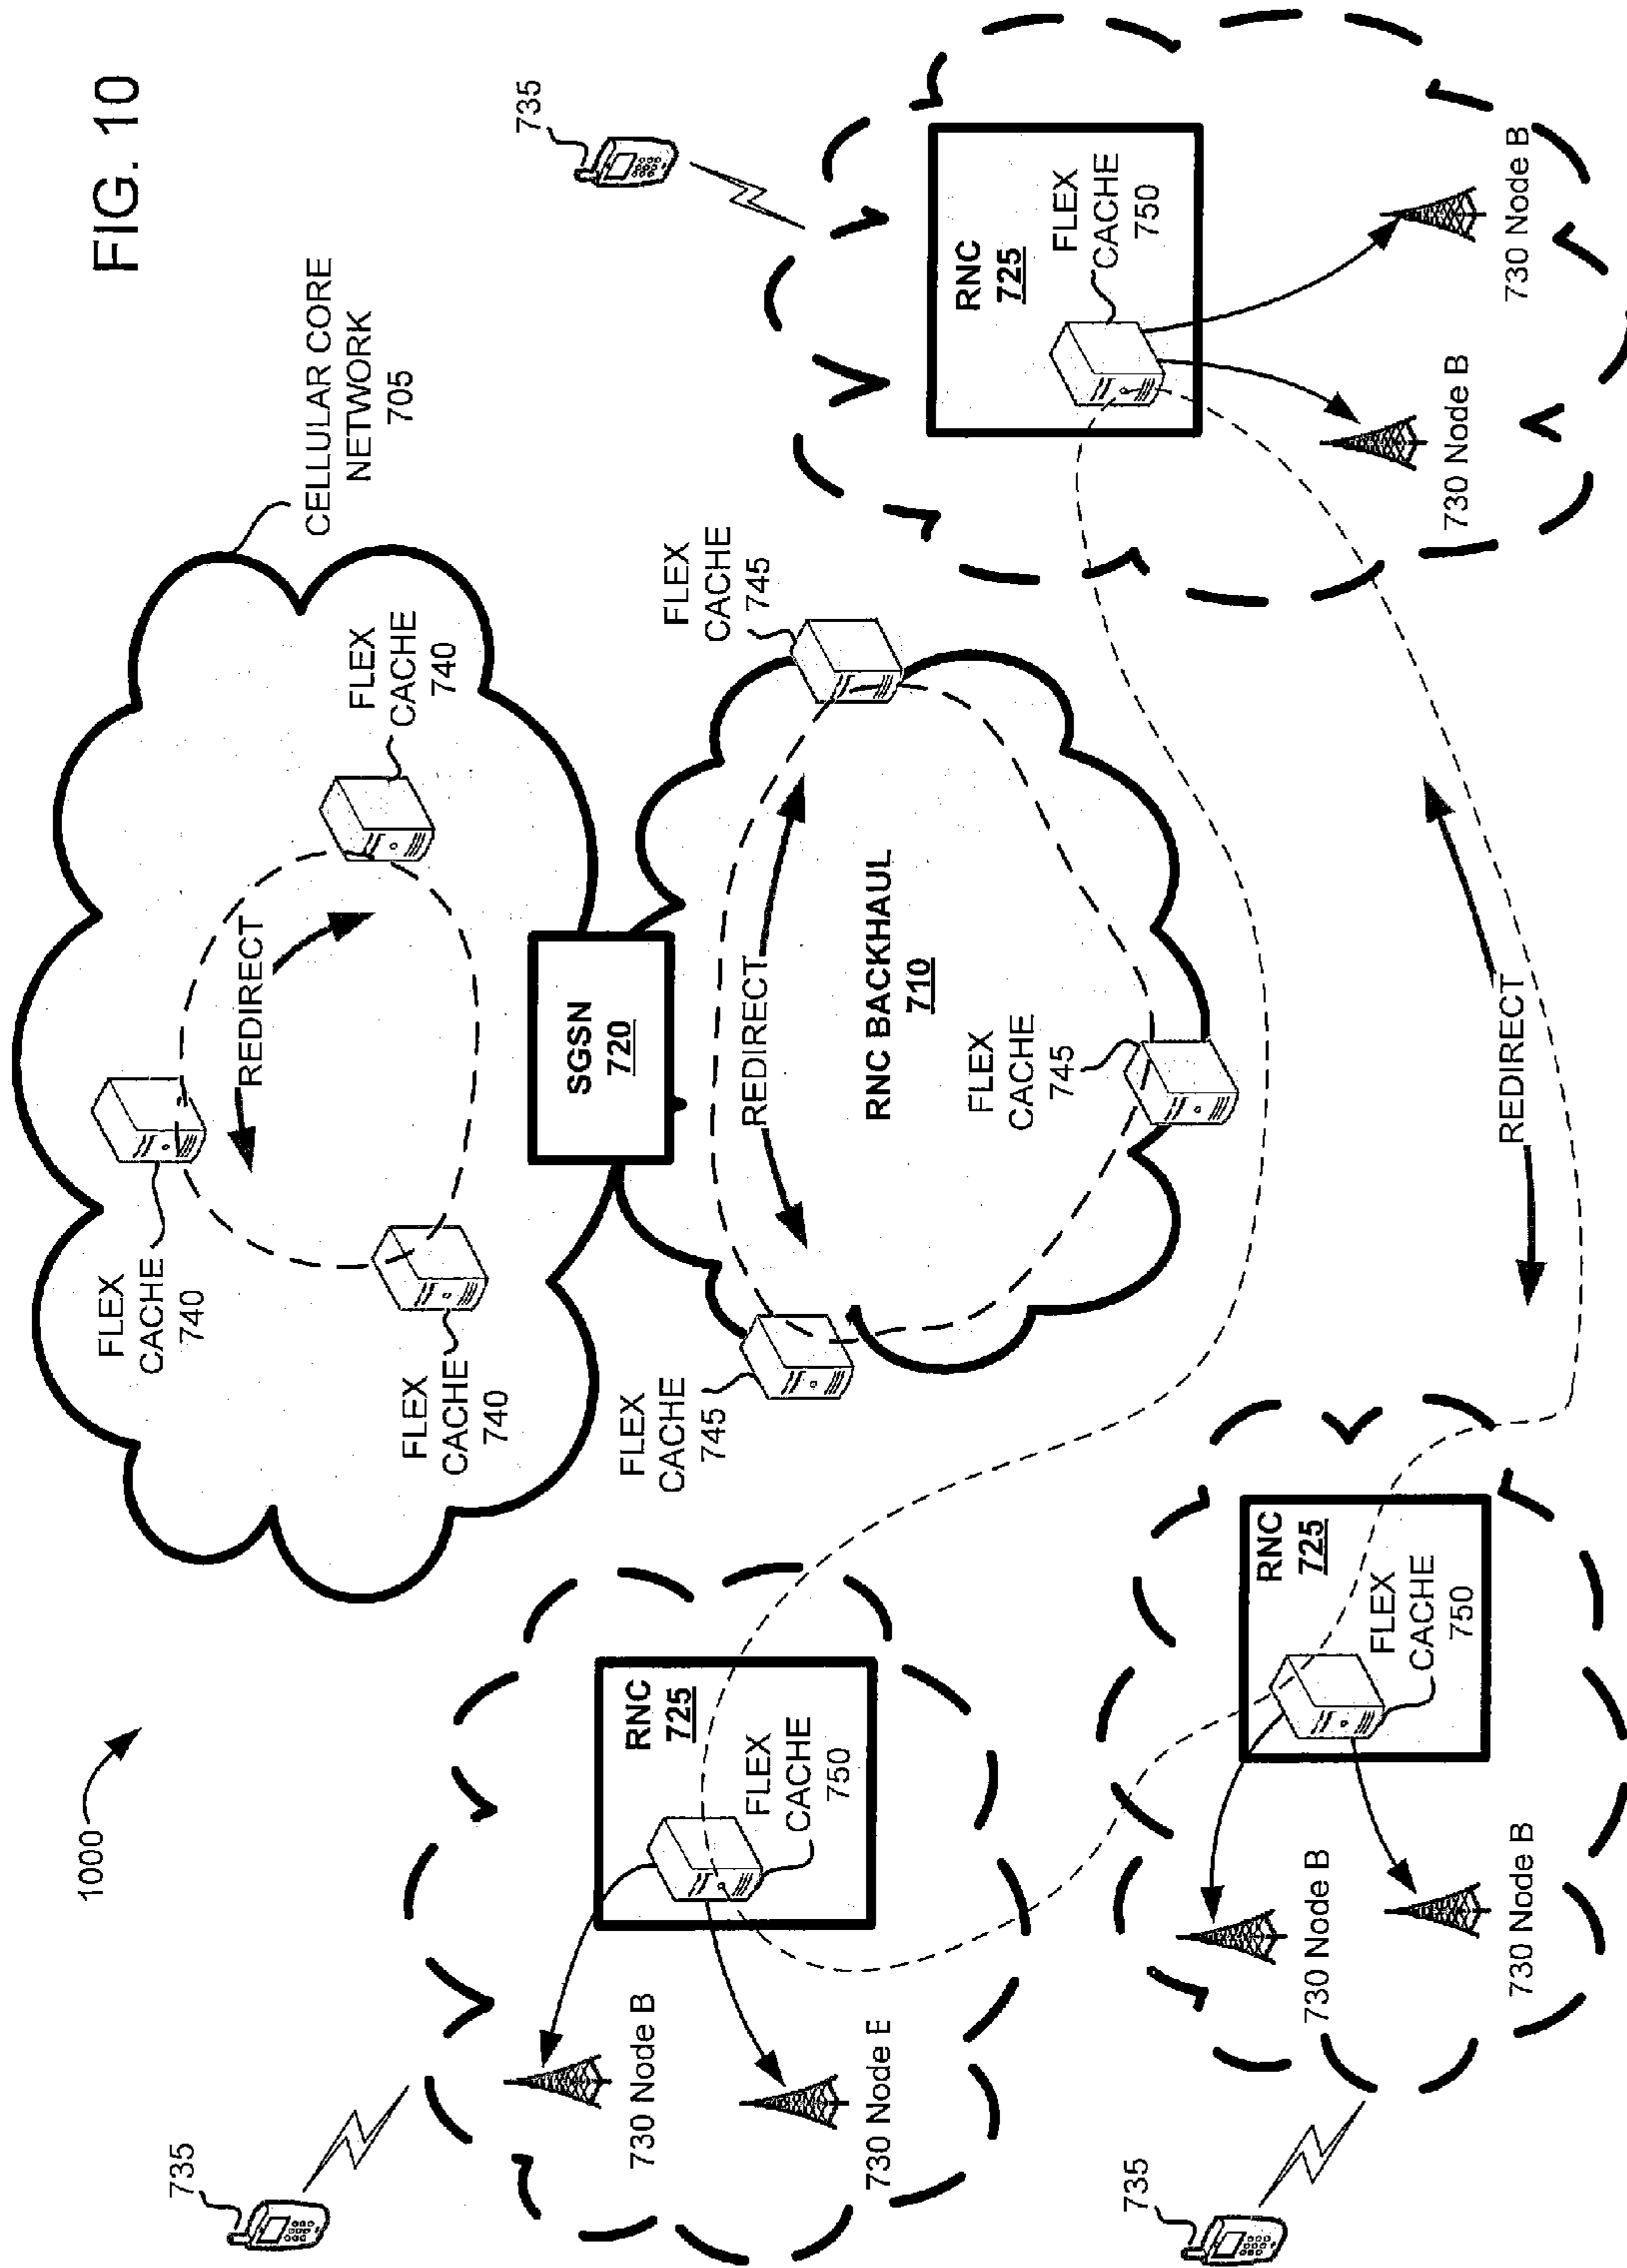 FIG. 10
1000
CELLULAR CORE
NETWORK
705
FLEX
CACHE
740
REDIRECT
FLEX
CACHE
740
FLEX
CACHE
740
SGSN
720
FLEX
CACHE
745
REDIRECT
RNC BACKHAUL
710
FLEX
CACHE
745
FLEX
CACHE
745
735
RNC
725
FLEX
CACHE
750
730 Node B
730 Node E
735
RNC
725
FLEX
CACHE
750
730 Node B
730 Node B
735
RNC
725
FLEX
CACHE
750
730 Node B
730 Node B
REDIRECT